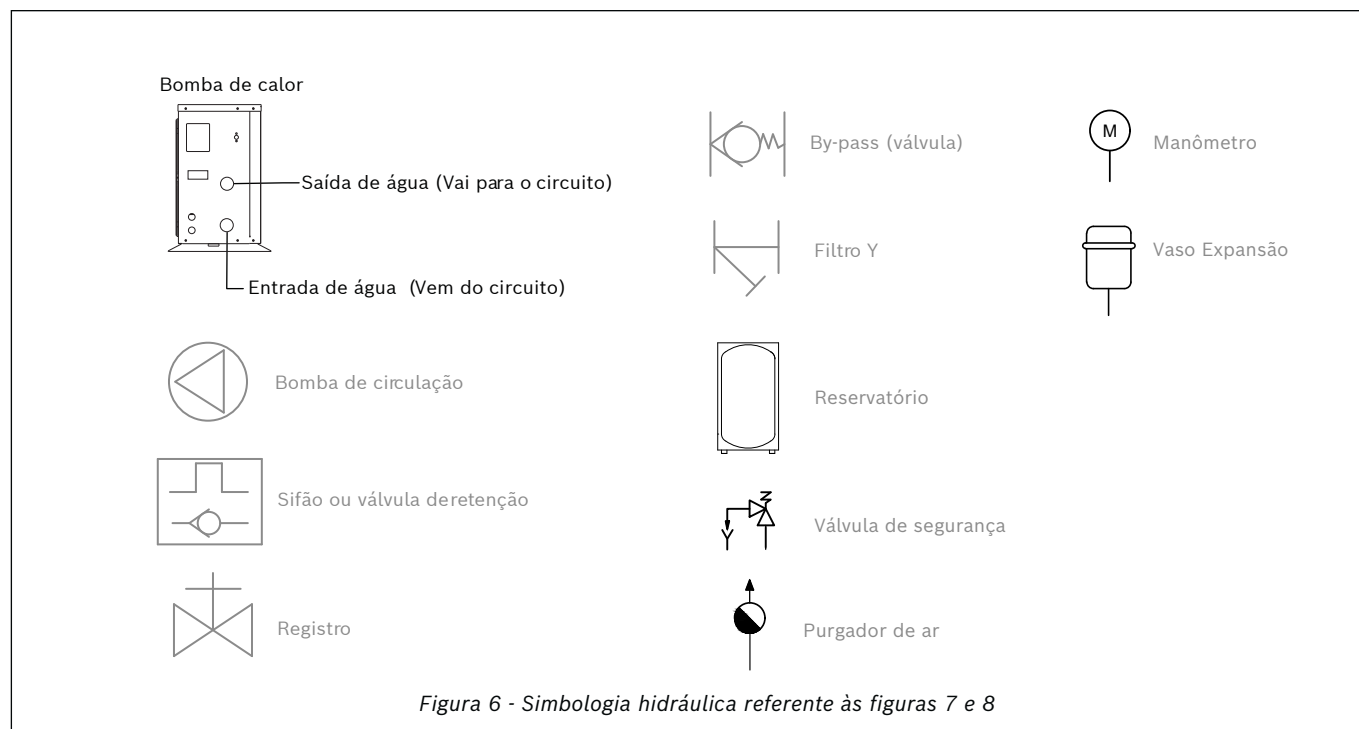 Bomba de calor
Saída de água (Vai para o circuito)
Entrada de água (Vem do circuito)
Bomba de circulação
Sifão ou válvula deretenção
Registro
By-pass (válvula)
Filtro Y
Reservatório
Válvula de segurança
Purgador de ar
M
Manômetro
Vaso Expansão
Figura 6 - Simbologia hidráulica referente às figuras 7 e 8